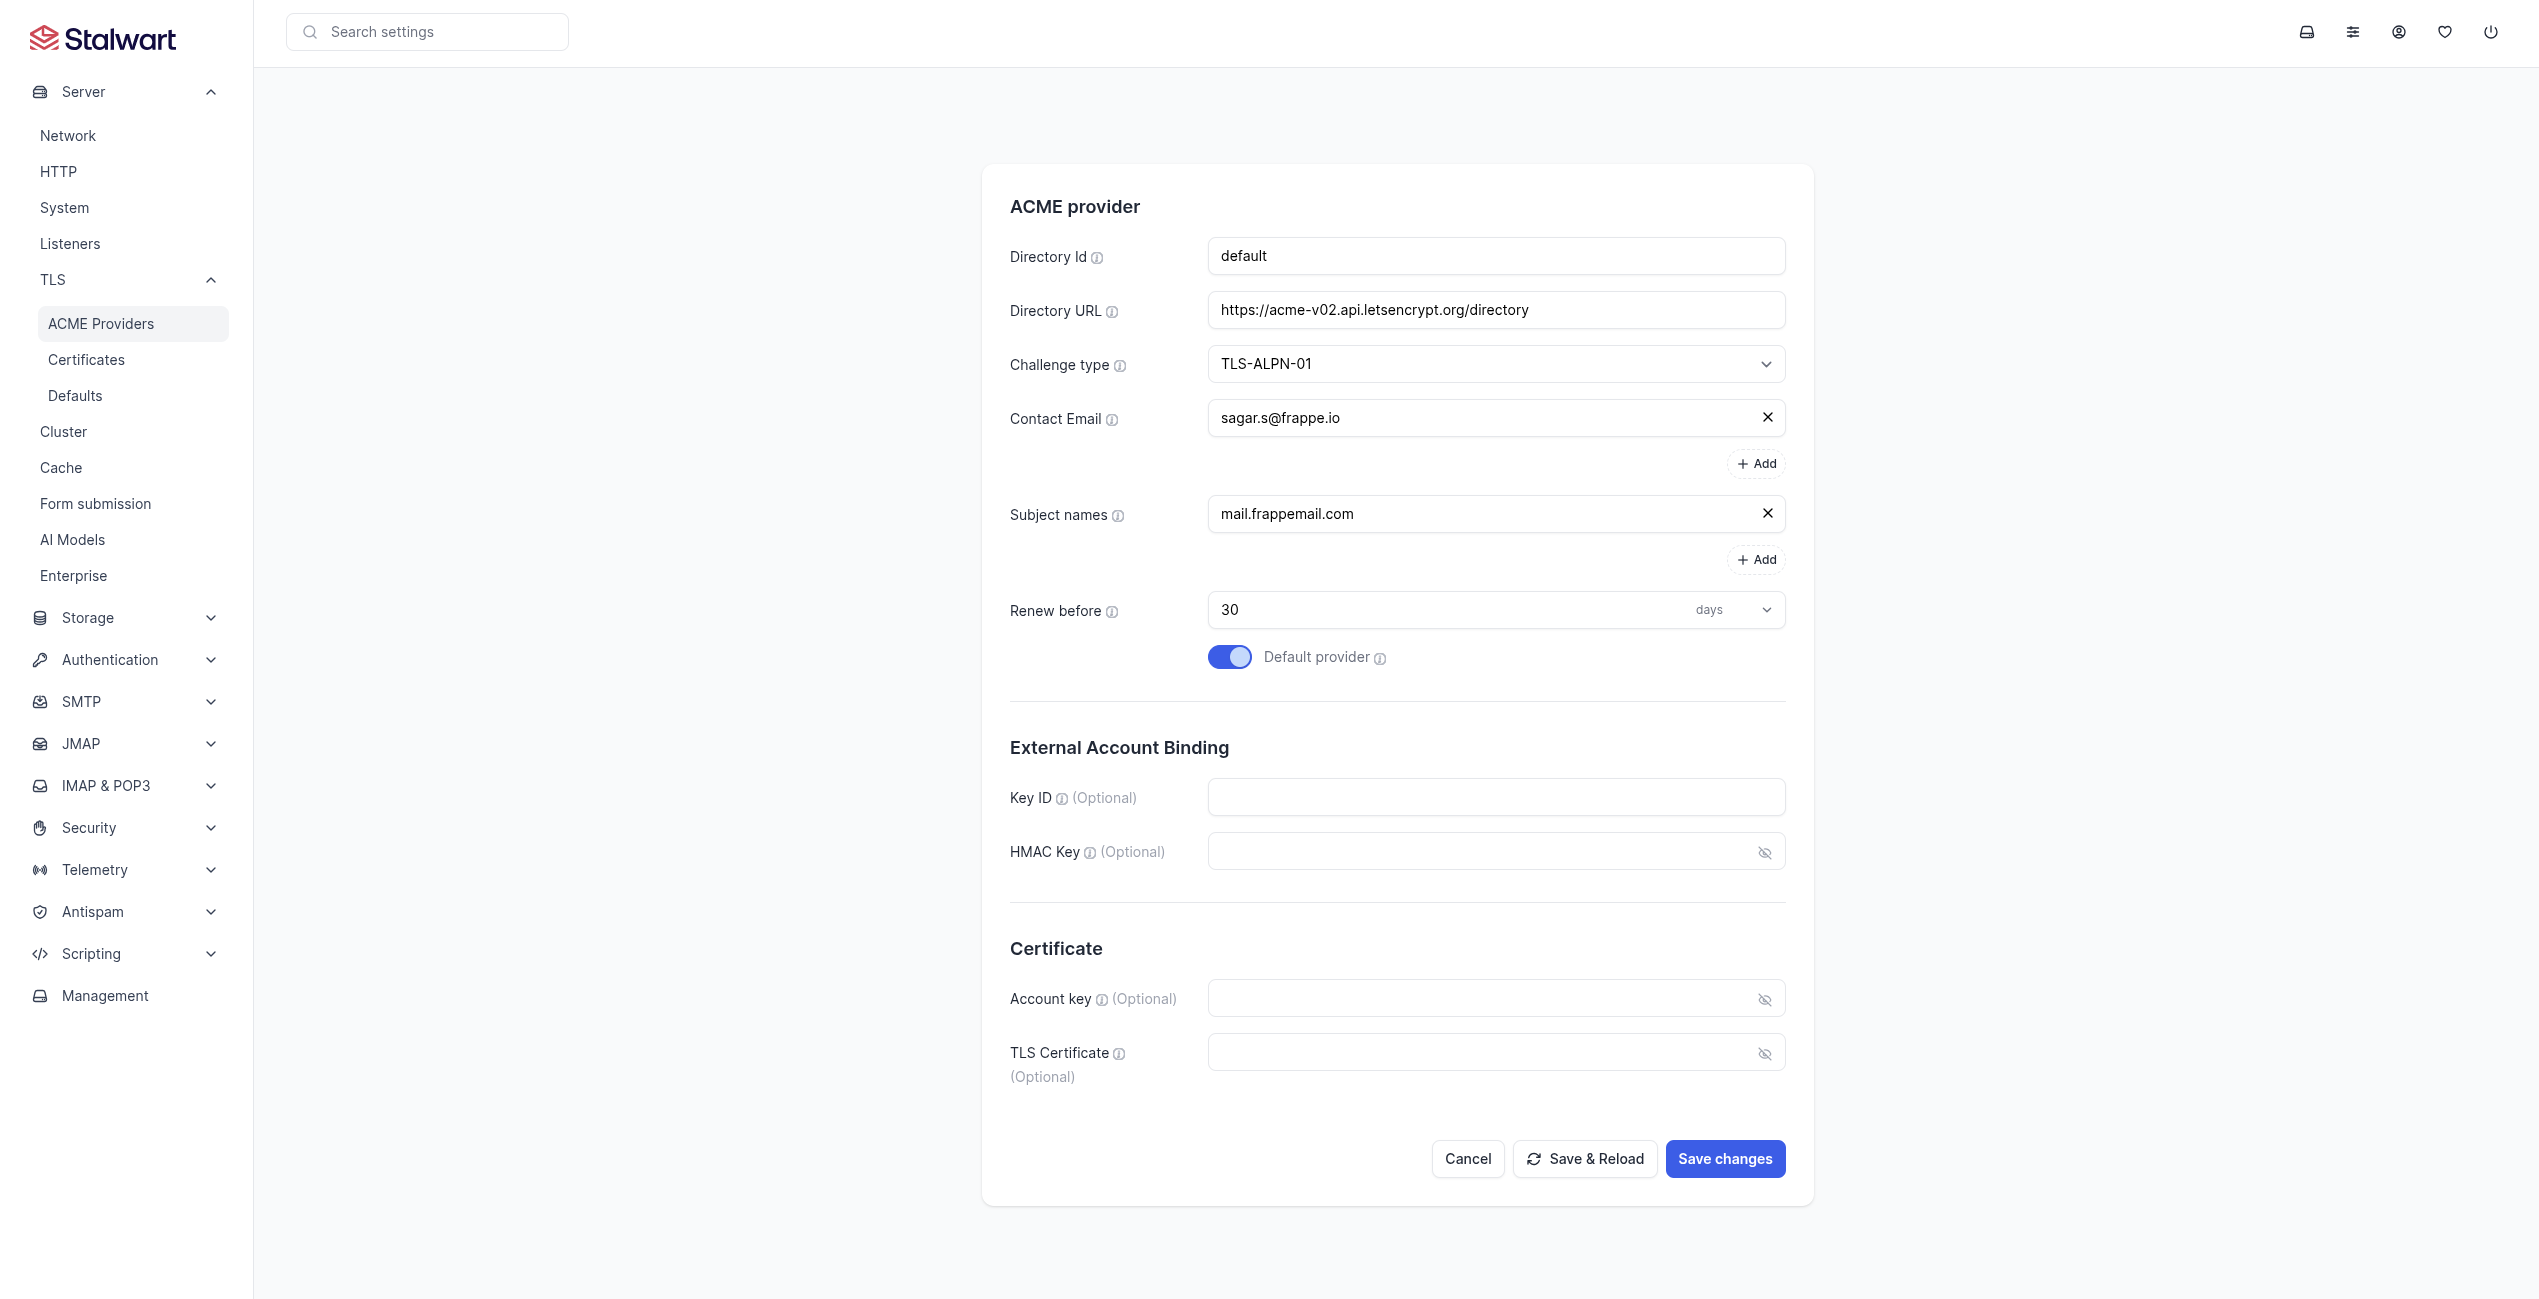 Stalwart
Search settings
Server
Network
HTTP
System
Listeners
TLS
ACME Providers
Certificates
Defaults
Cluster
Cache
Form submission
AI Models
Enterprise
Storage
Authentication
SMTP
JMAP
IMAP & POP3
Security
Telemetry
Antispam
Scripting
Management
ACME provider
Directory Id default
Directory URL https://acme-v02.api.letsencrypt.org/directory
Challenge type TLS-ALPN-01
Contact Email sagar.s@frappe.io
Add
Subject names mail.frappemail.com
Add
Renew before 30 days
Default provider
External Account Binding
Key ID (Optional)
HMAC Key (Optional)
Certificate
Account key (Optional)
TLS Certificate
(Optional)
Cancel Save & Reload Save changes